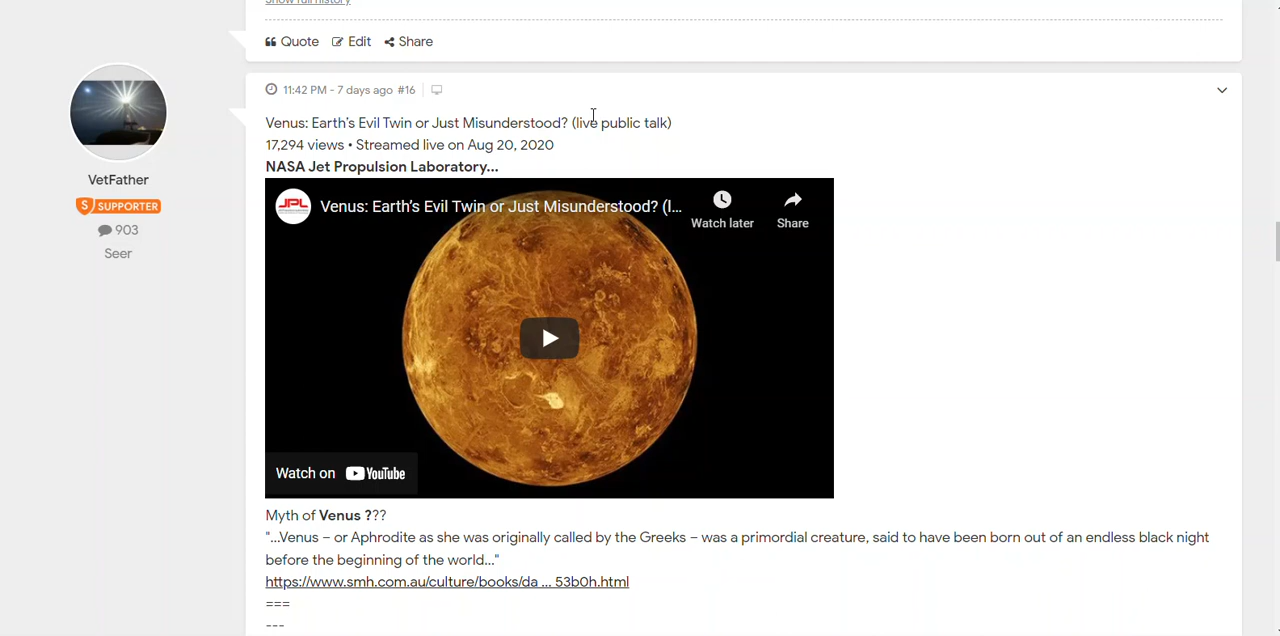 Show full history
Quote Edit Share
11:42 PM - 7 days ago #16
Venus: Earth's Evil Twin or Just Misunderstood? (live public talk)
17,294 views • Streamed live on Aug 20, 2020
NASA Jet Propulsion Laboratory...
JPL
Venus: Earth's Evil Twin or Just Misunderstood? (l...
Watch later
Share
Watch on YouTube
VetFather
S SUPPORTER
903
Seer
Myth of Venus ???
"...Venus – or Aphrodite as she was originally called by the Greeks – was a primordial creature, said to have been born out of an endless black night
before the beginning of the world..."
https://www.smh.com.au/culture/books/da ... 53b0h.html
===
---